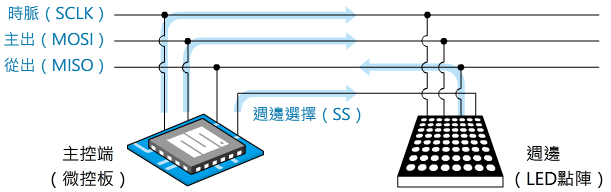 時脈（SCLK）
主出（MOSI）
從出（MISO）
週邊選擇（SS）
主控端
（微控板）
週邊
（LED點陣）